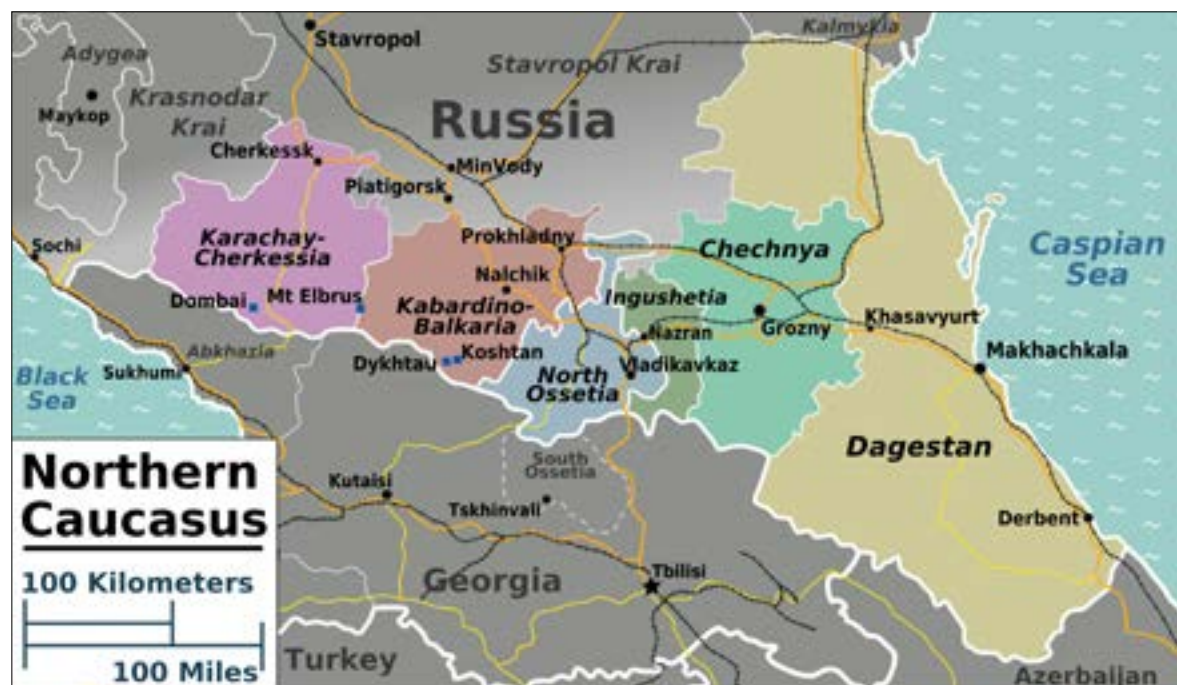 Kalmykia
Stavropol
Adygea
Stavropol Krai
Maykop
Krasnodar
Krai
Russia
Cherkessk
MinVody
Piatigorsk
Sochi
Karachay-
Cherkessia
Prokhladny
Chechnya
Caspian
Sea
Nalchik
Dombai
Mt Elbrus
Kabardino-
Balkaria
Ingushetia
Grozny
Khasavyurt
Nazran
Abkhazia
Dykhtau
Koshtan
Makhachkala
Black
Sea
Sukhumi
North
Ossetia
Vladikavkaz
Dagestan
Northern
Caucasus
South
Ossetia
Kutaisi
Tskhinvali
Derbent
100 Kilometers
Georgia
Tbilisi
100 Miles
Turkey
Azerbaijan